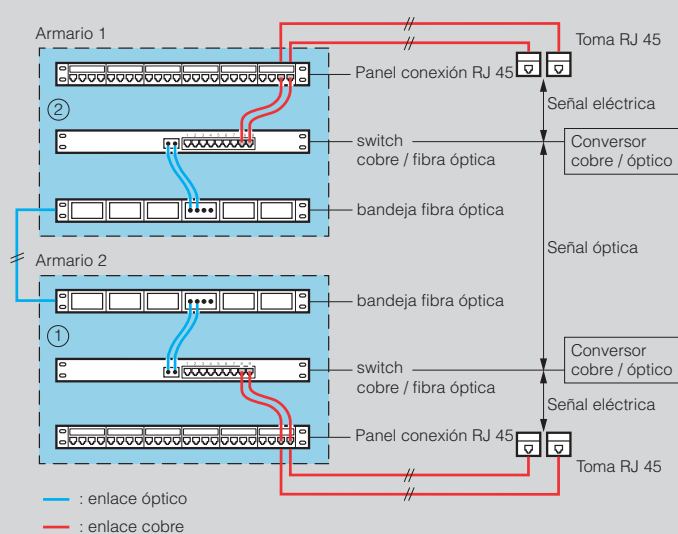 Armario 1
Toma RJ 45
Panel conexión RJ 45
Señal eléctrica
2
switch
cobre / fibra óptica
Conversor
cobre / óptico
bandeja fibra óptica
Señal óptica
Armario 2
bandeja fibra óptica
1
switch
cobre / fibra óptica
Conversor
cobre / óptico
Señal eléctrica
Panel conexión RJ 45
Toma RJ 45
: enlace óptico
: enlace cobre